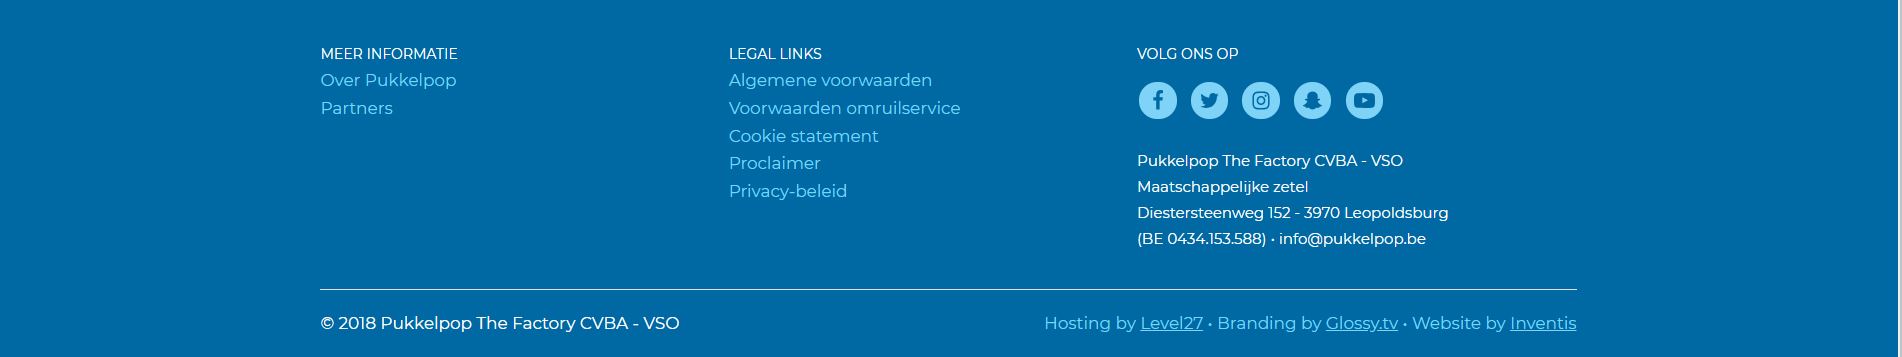 MEER INFORMATIE
Over Pukkelpop
Partners
LEGAL LINKS
Algemene voorwaarden
Voorwaarden omruilservice
Cookie statement
Proclaimer
Privacy-beleid
VOLG ONS OP
Pukkelpop The Factory CVBA - VSO
Maatschappelijke zetel
Diestersteenweg 152 - 3970 Leopoldsburg
(BE 0434.153.588) • info@pukkelpop.be
© 2018 Pukkelpop The Factory CVBA - VSO
Hosting by Level27 • Branding by Glossy.tv • Website by Inventis